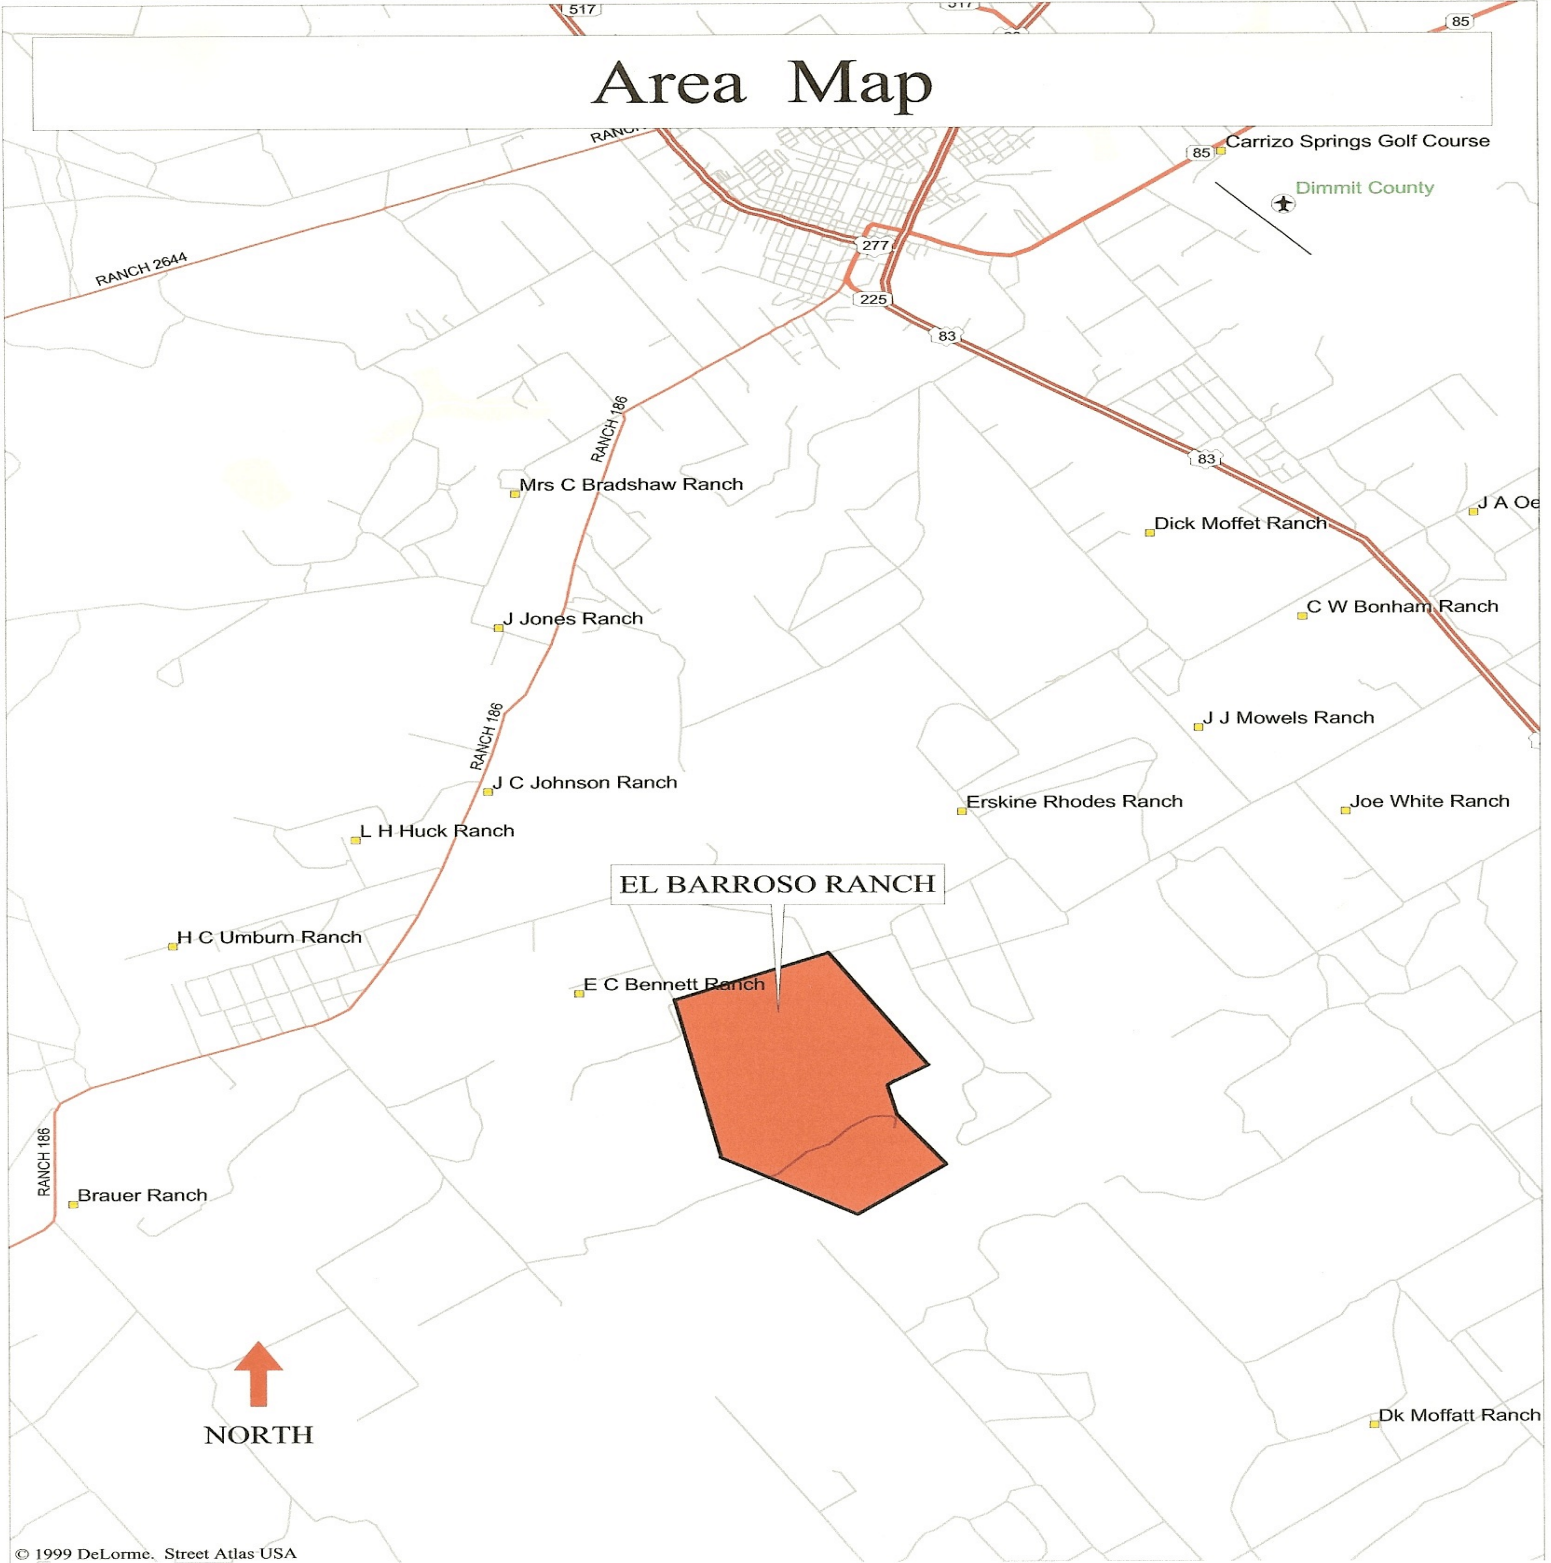 517
517
85
Area Map
RANCH
Carrizo Springs Golf Course
85
Dimmit County
277
RANCH 2644
225
83
RANCH 186
83
Mrs C Bradshaw Ranch
J A Oe
Dick Moffet Ranch
C W Bonham Ranch
J Jones Ranch
J J Mowels Ranch
RANCH 186
J C Johnson Ranch
Erskine Rhodes Ranch
Joe White Ranch
L H Huck Ranch
EL BARROSO RANCH
H C Umburn Ranch
E C Bennett Ranch
RANCH 186
Brauer Ranch
Dk Moffatt Ranch
NORTH
© 1999 DeLorme. Street Atlas USA